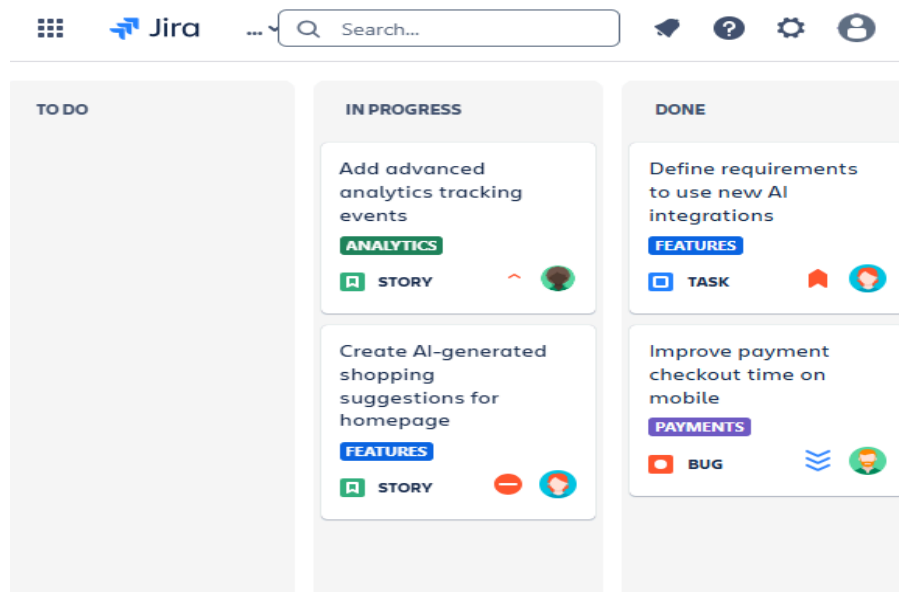 Jira
...
Search...
TO DO
IN PROGRESS
Add advanced
analytics tracking
events
ANALYTICS
STORY
Create AI-generated
shopping
suggestions for
homepage
FEATURES
STORY
DONE
Define requirements
to use new AI
integrations
FEATURES
TASK
Improve payment
checkout time on
mobile
PAYMENTS
BUG